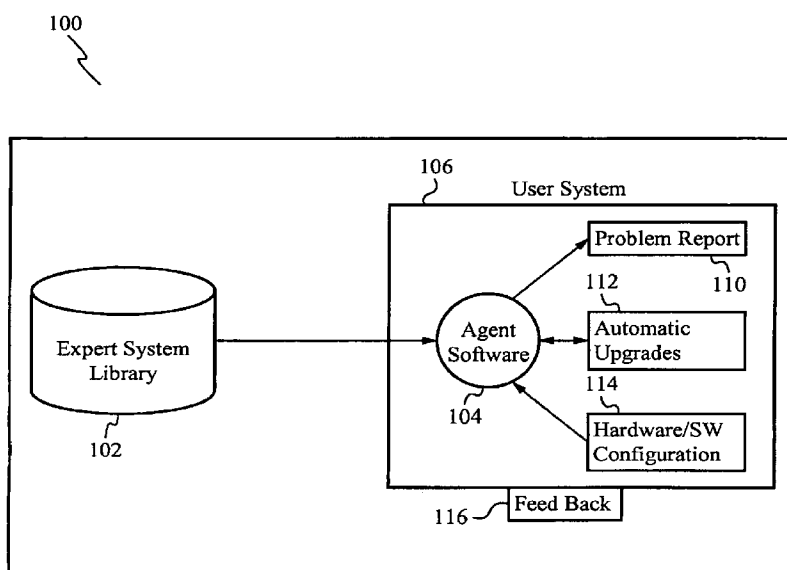 100
106
User System
Problem Report
110
112
Automatic
Upgrades
Agent
Software
104
Expert System
Library
102
114
Hardware/SW
Configuration
116
Feed Back